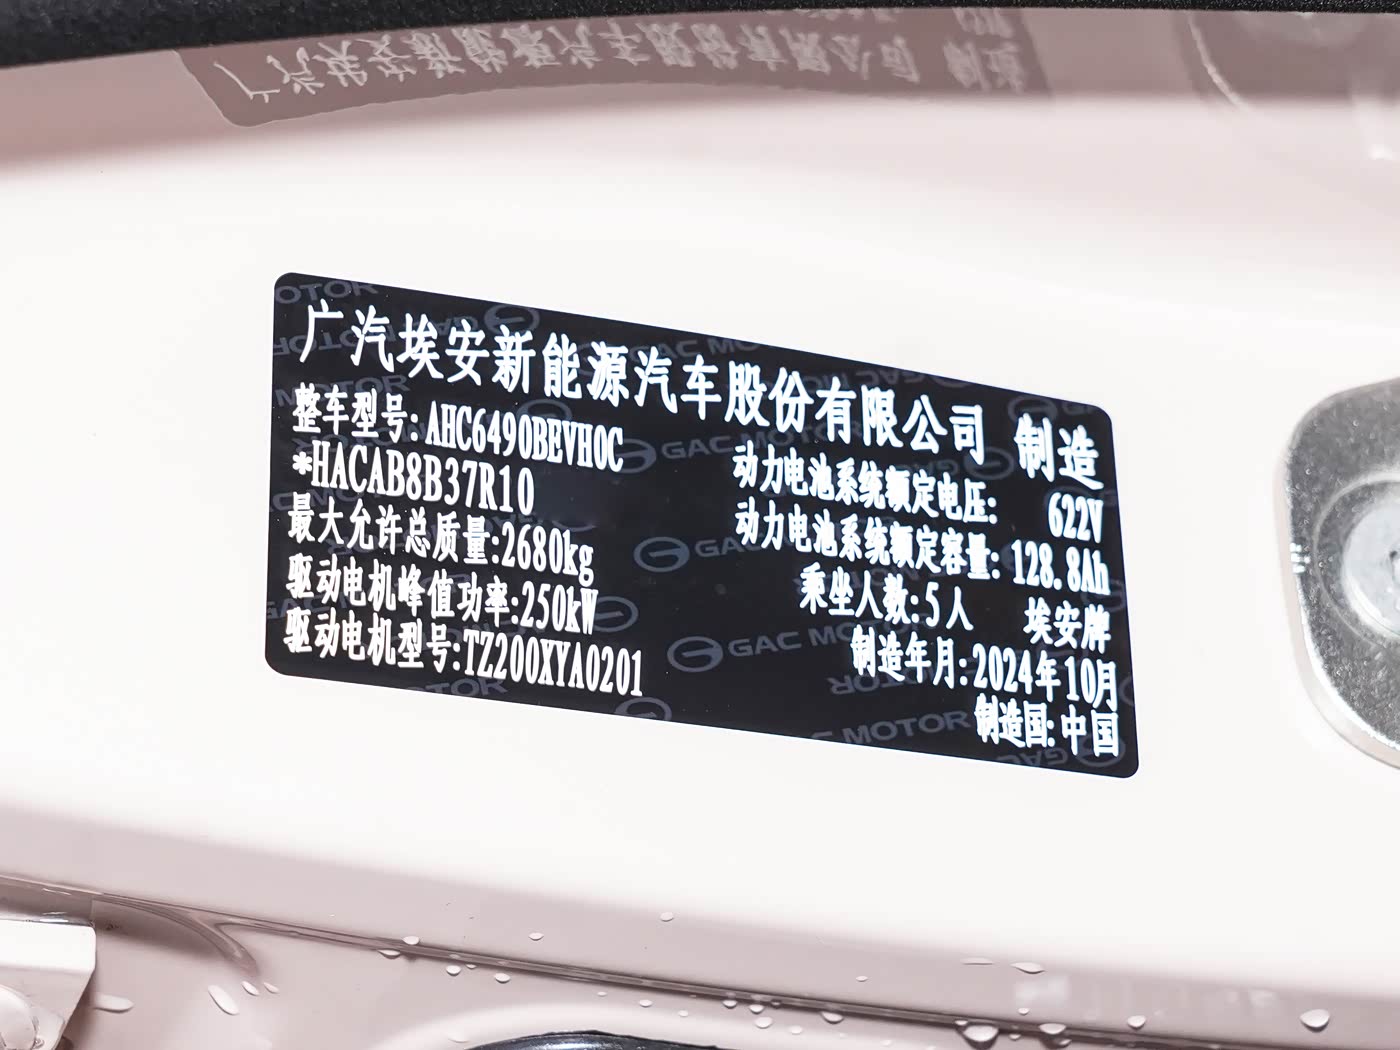 广汽埃安新能源汽车股份有限公司 制造
整车型号:AHC6490BEVH0C
*HACAB8B37R10
最大允许总质量:2680kg
驱动电机峰值功率:250kW
驱动电机型号:TZ200XYA0201
动力电池系统额定电压: 622V
动力电池系统额定容量:128.8Ah
乘坐人数:5人 埃安牌
制造年月:2024年10月
制造国:中国
GAC MOTOR